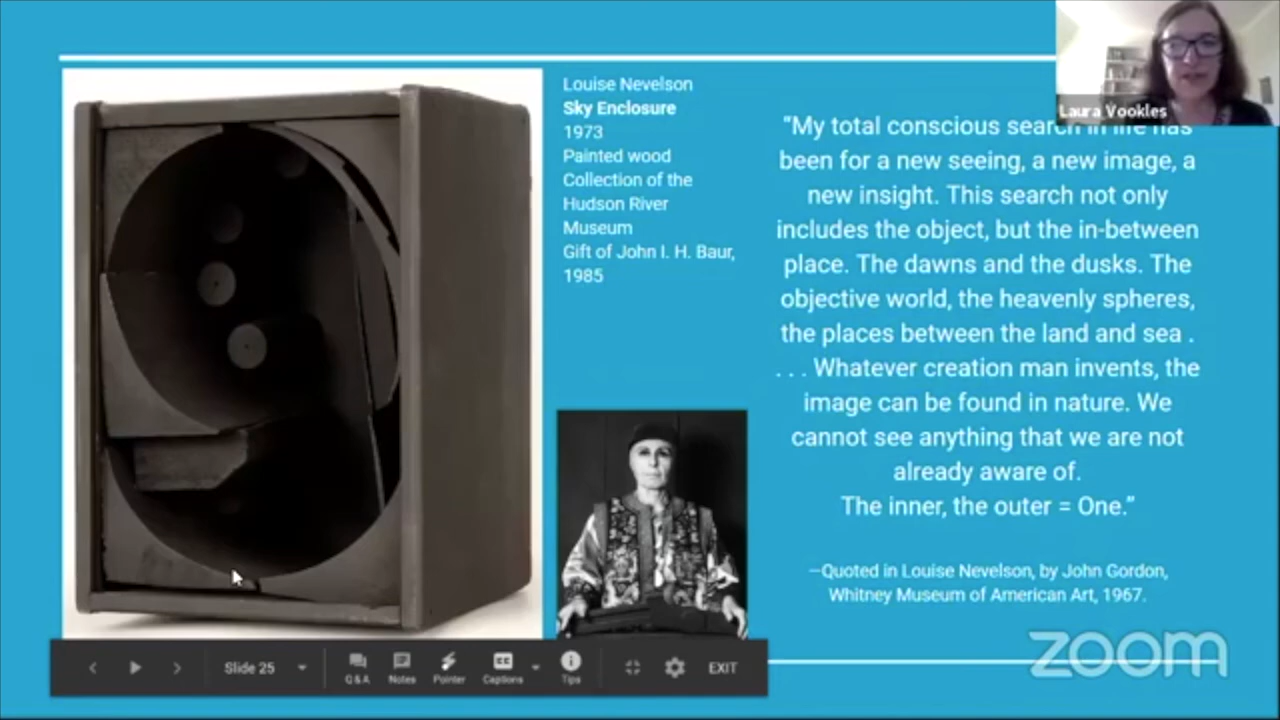 Louise Nevelson
Sky Enclosure
1973
Painted wood
Collection of the
Hudson River
Museum
Gift of John I. H. Baur,
1985
Laura Vookles
“My total conscious search in life has
been for a new seeing, a new image, a
new insight. This search not only
includes the object, but the in-between
place. The dawns and the dusks. The
objective world, the heavenly spheres,
the places between the land and sea .
. . . Whatever creation man invents, the
image can be found in nature. We
cannot see anything that we are not
already aware of.
The inner, the outer = One.”
—Quoted in Louise Nevelson, by John Gordon,
Whitney Museum of American Art, 1967.
zoom
Slide 25
Q&A
Notes
Pointer
Captions
CC
Tips
EXIT